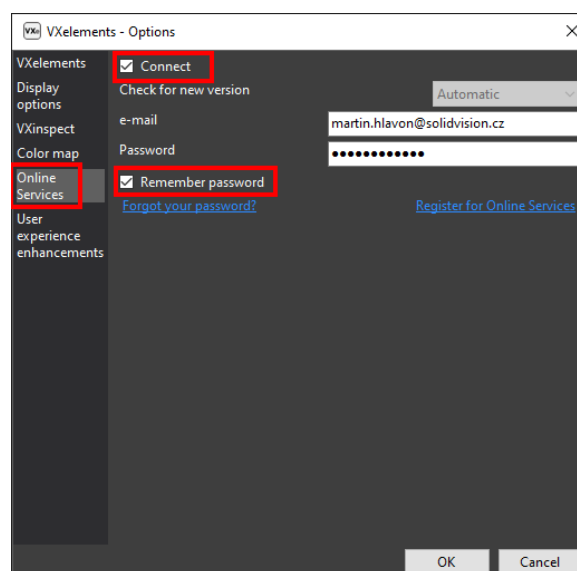 VXelements - Options
VXelements
Display
options
VXinspect
Color map
Online
Services
User
experience
enhancements
Connect
Check for new version
Automatic
e-mail
martin.hlavon@solidvision.cz
Password
••••••••••••
Remember password
Forgot your password?
Register for Online Services
OK
Cancel